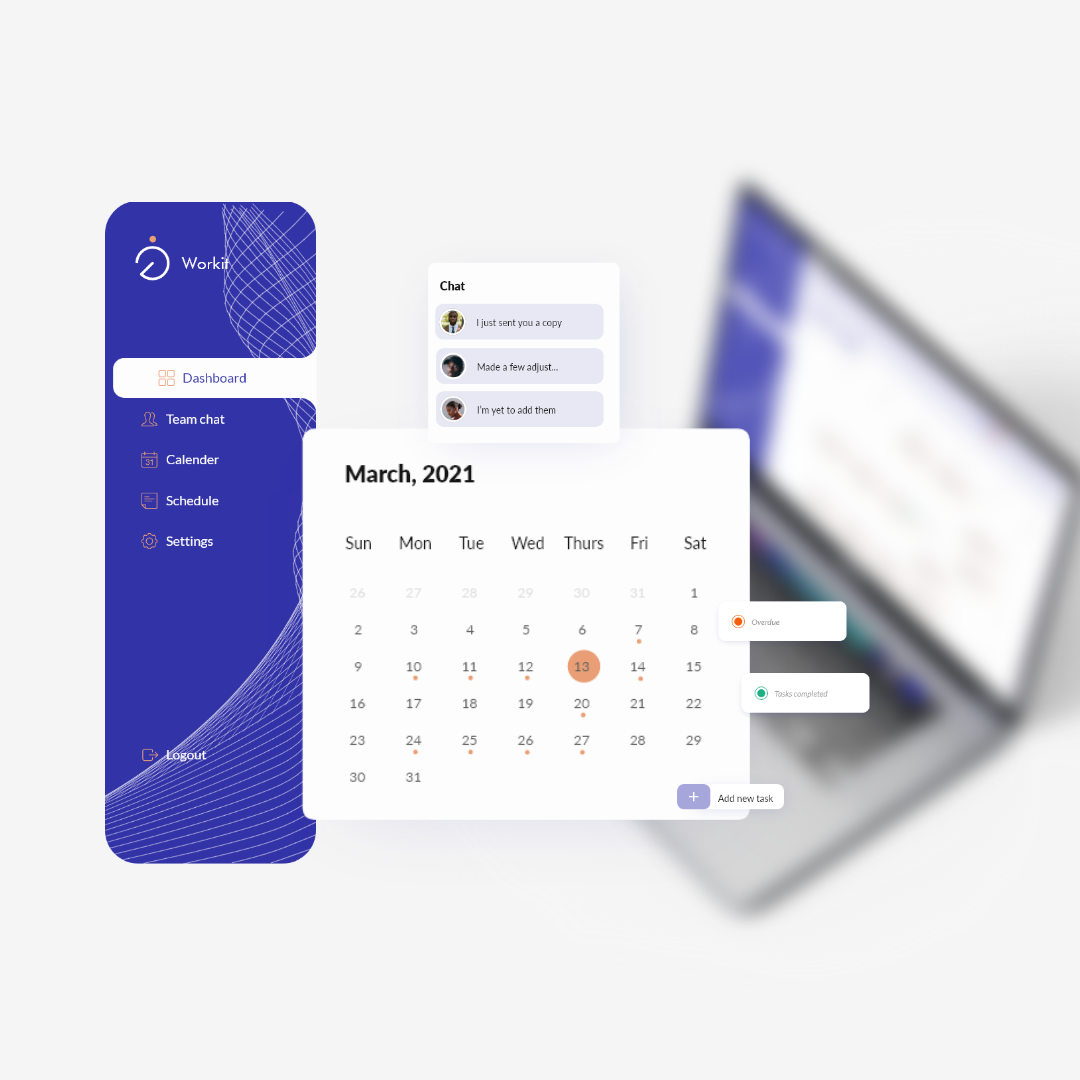 Workit
Dashboard
Team chat
31
Calender
Schedule
Settings
Logout
Chat
I just sent you a copy
Made a few adjust...
I'm yet to add them
March, 2021
Sun Mon Tue Wed Thurs Fri Sat
26 27 28 29 30 31 1
2 3 4 5 6 7 8
9 10 11 12 13 14 15
16 17 18 19 20 21 22
23 24 25 26 27 28 29
30 31
Overdue
Tasks completed
+ Add new task